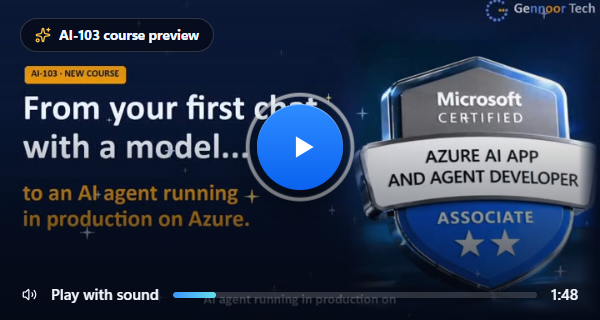 Gennoor Tech
AI-103 course preview
AI-103 · NEW COURSE
From your first chat
with a model...
to an AI agent running
in production on Azure.
Microsoft
CERTIFIED
AZURE AI APP
AND AGENT DEVELOPER
ASSOCIATE
Play with sound
1:48
AI agent running in production on